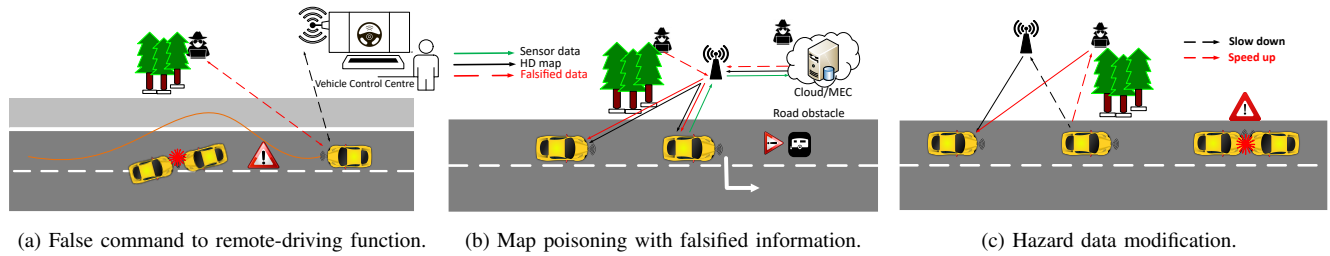 Vehicle Control Centre
Sensor data
HD map
Falsified data
Cloud/MEC
Road obstacle
Slow down
Speed up
(a) False command to remote-driving function.
(b) Map poisoning with falsified information.
(c) Hazard data modification.